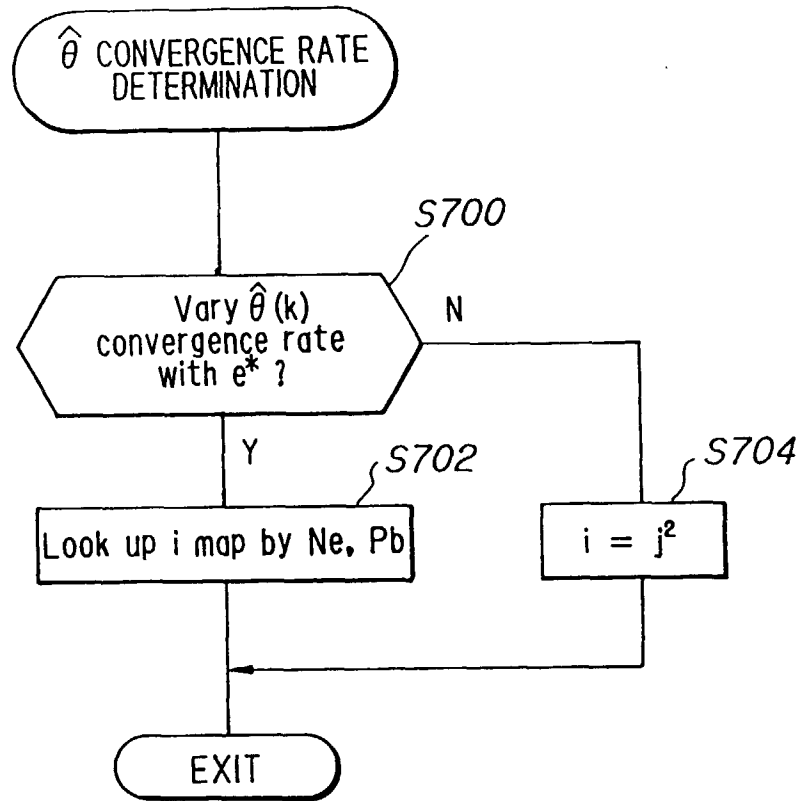 θ̂ CONVERGENCE RATE
DETERMINATION
S700
Vary θ̂(k)
convergence rate
with e* ?
N
Y
S702
Look up i map by Ne, Pb
S704
i = j²
EXIT